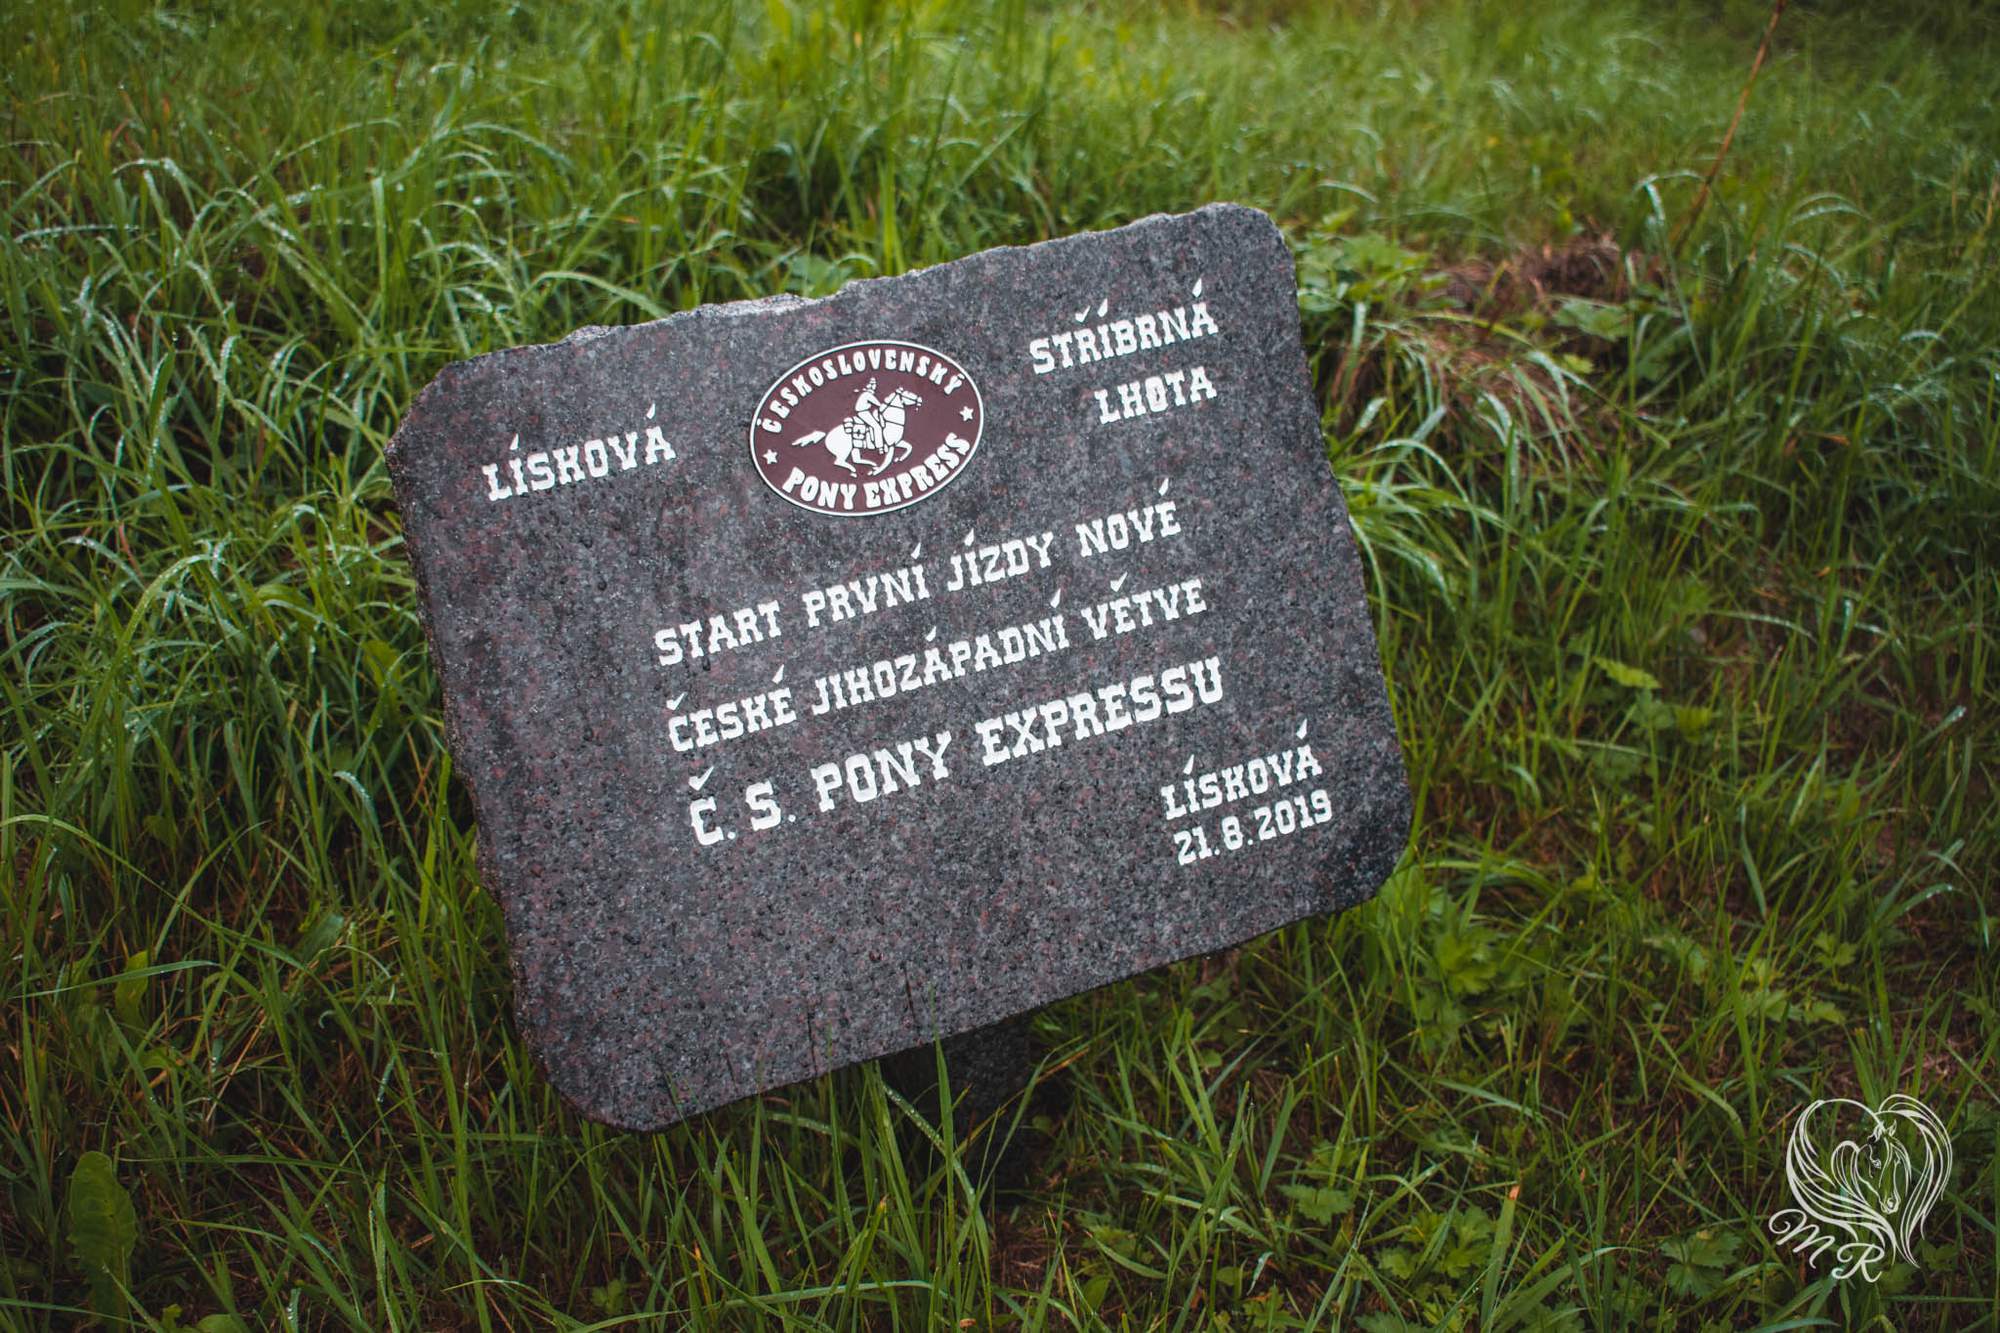 LÍSKOVÁ
ČESKOSLOVENSKÝ
PONY EXPRESS
STŘÍBRNÁ
LHOTA
START PRVNÍ JÍZDY NOVÉ
ČESKÉ JIHOZÁPADNÍ VĚTVE
Č. S. PONY EXPRESSU
LÍSKOVÁ
21.8.2019
MR